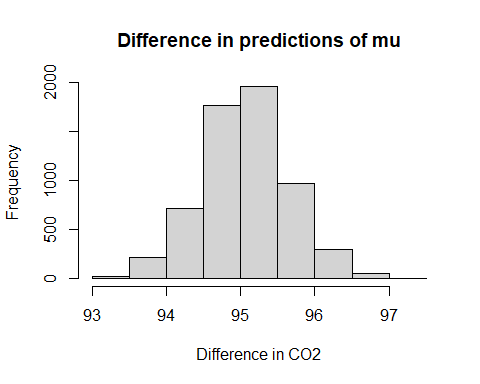 Difference in predictions of mu
Frequency
2000
1000
500
0
93 94 95 96 97
Difference in CO2